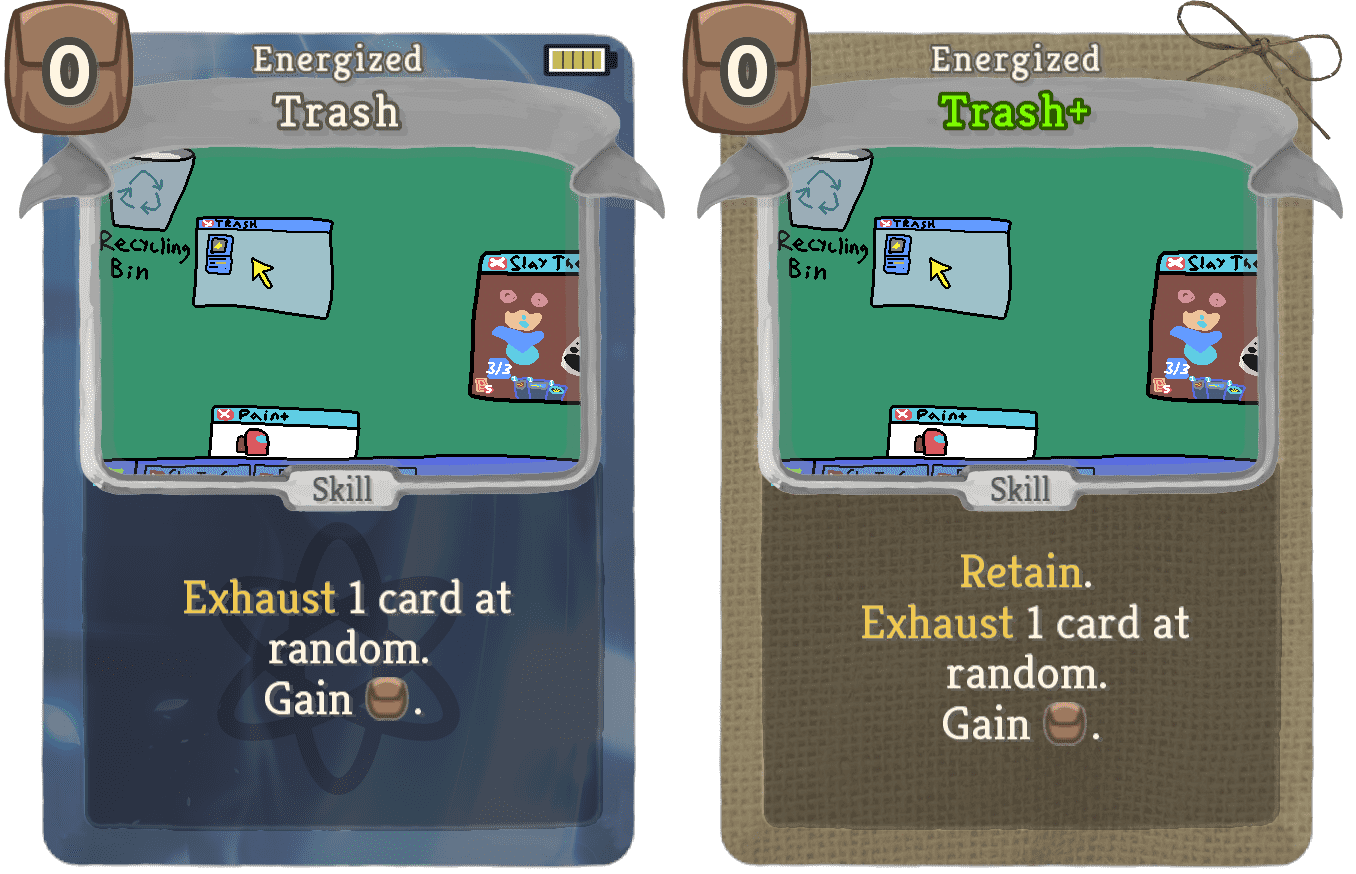 0
Energized
Trash
Recycling
Bin
TRASH
Slay The
3/3
Paint
Skill
Exhaust 1 card at
random.
Gain .
0
Energized
Trash+
Recycling
Bin
TRASH
Slay The
3/3
Paint
Skill
Retain.
Exhaust 1 card at
random.
Gain .